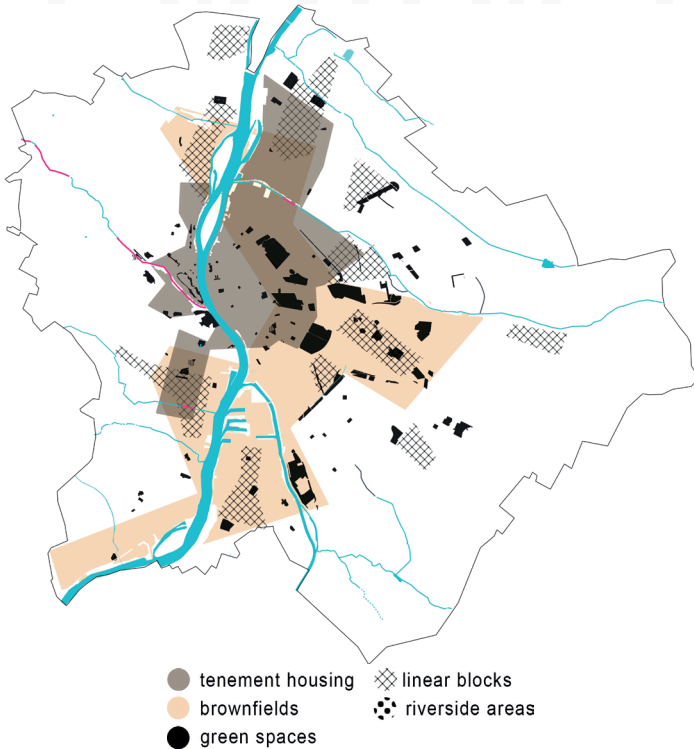 tenement housing
linear blocks
brownfields
riverside areas
green spaces